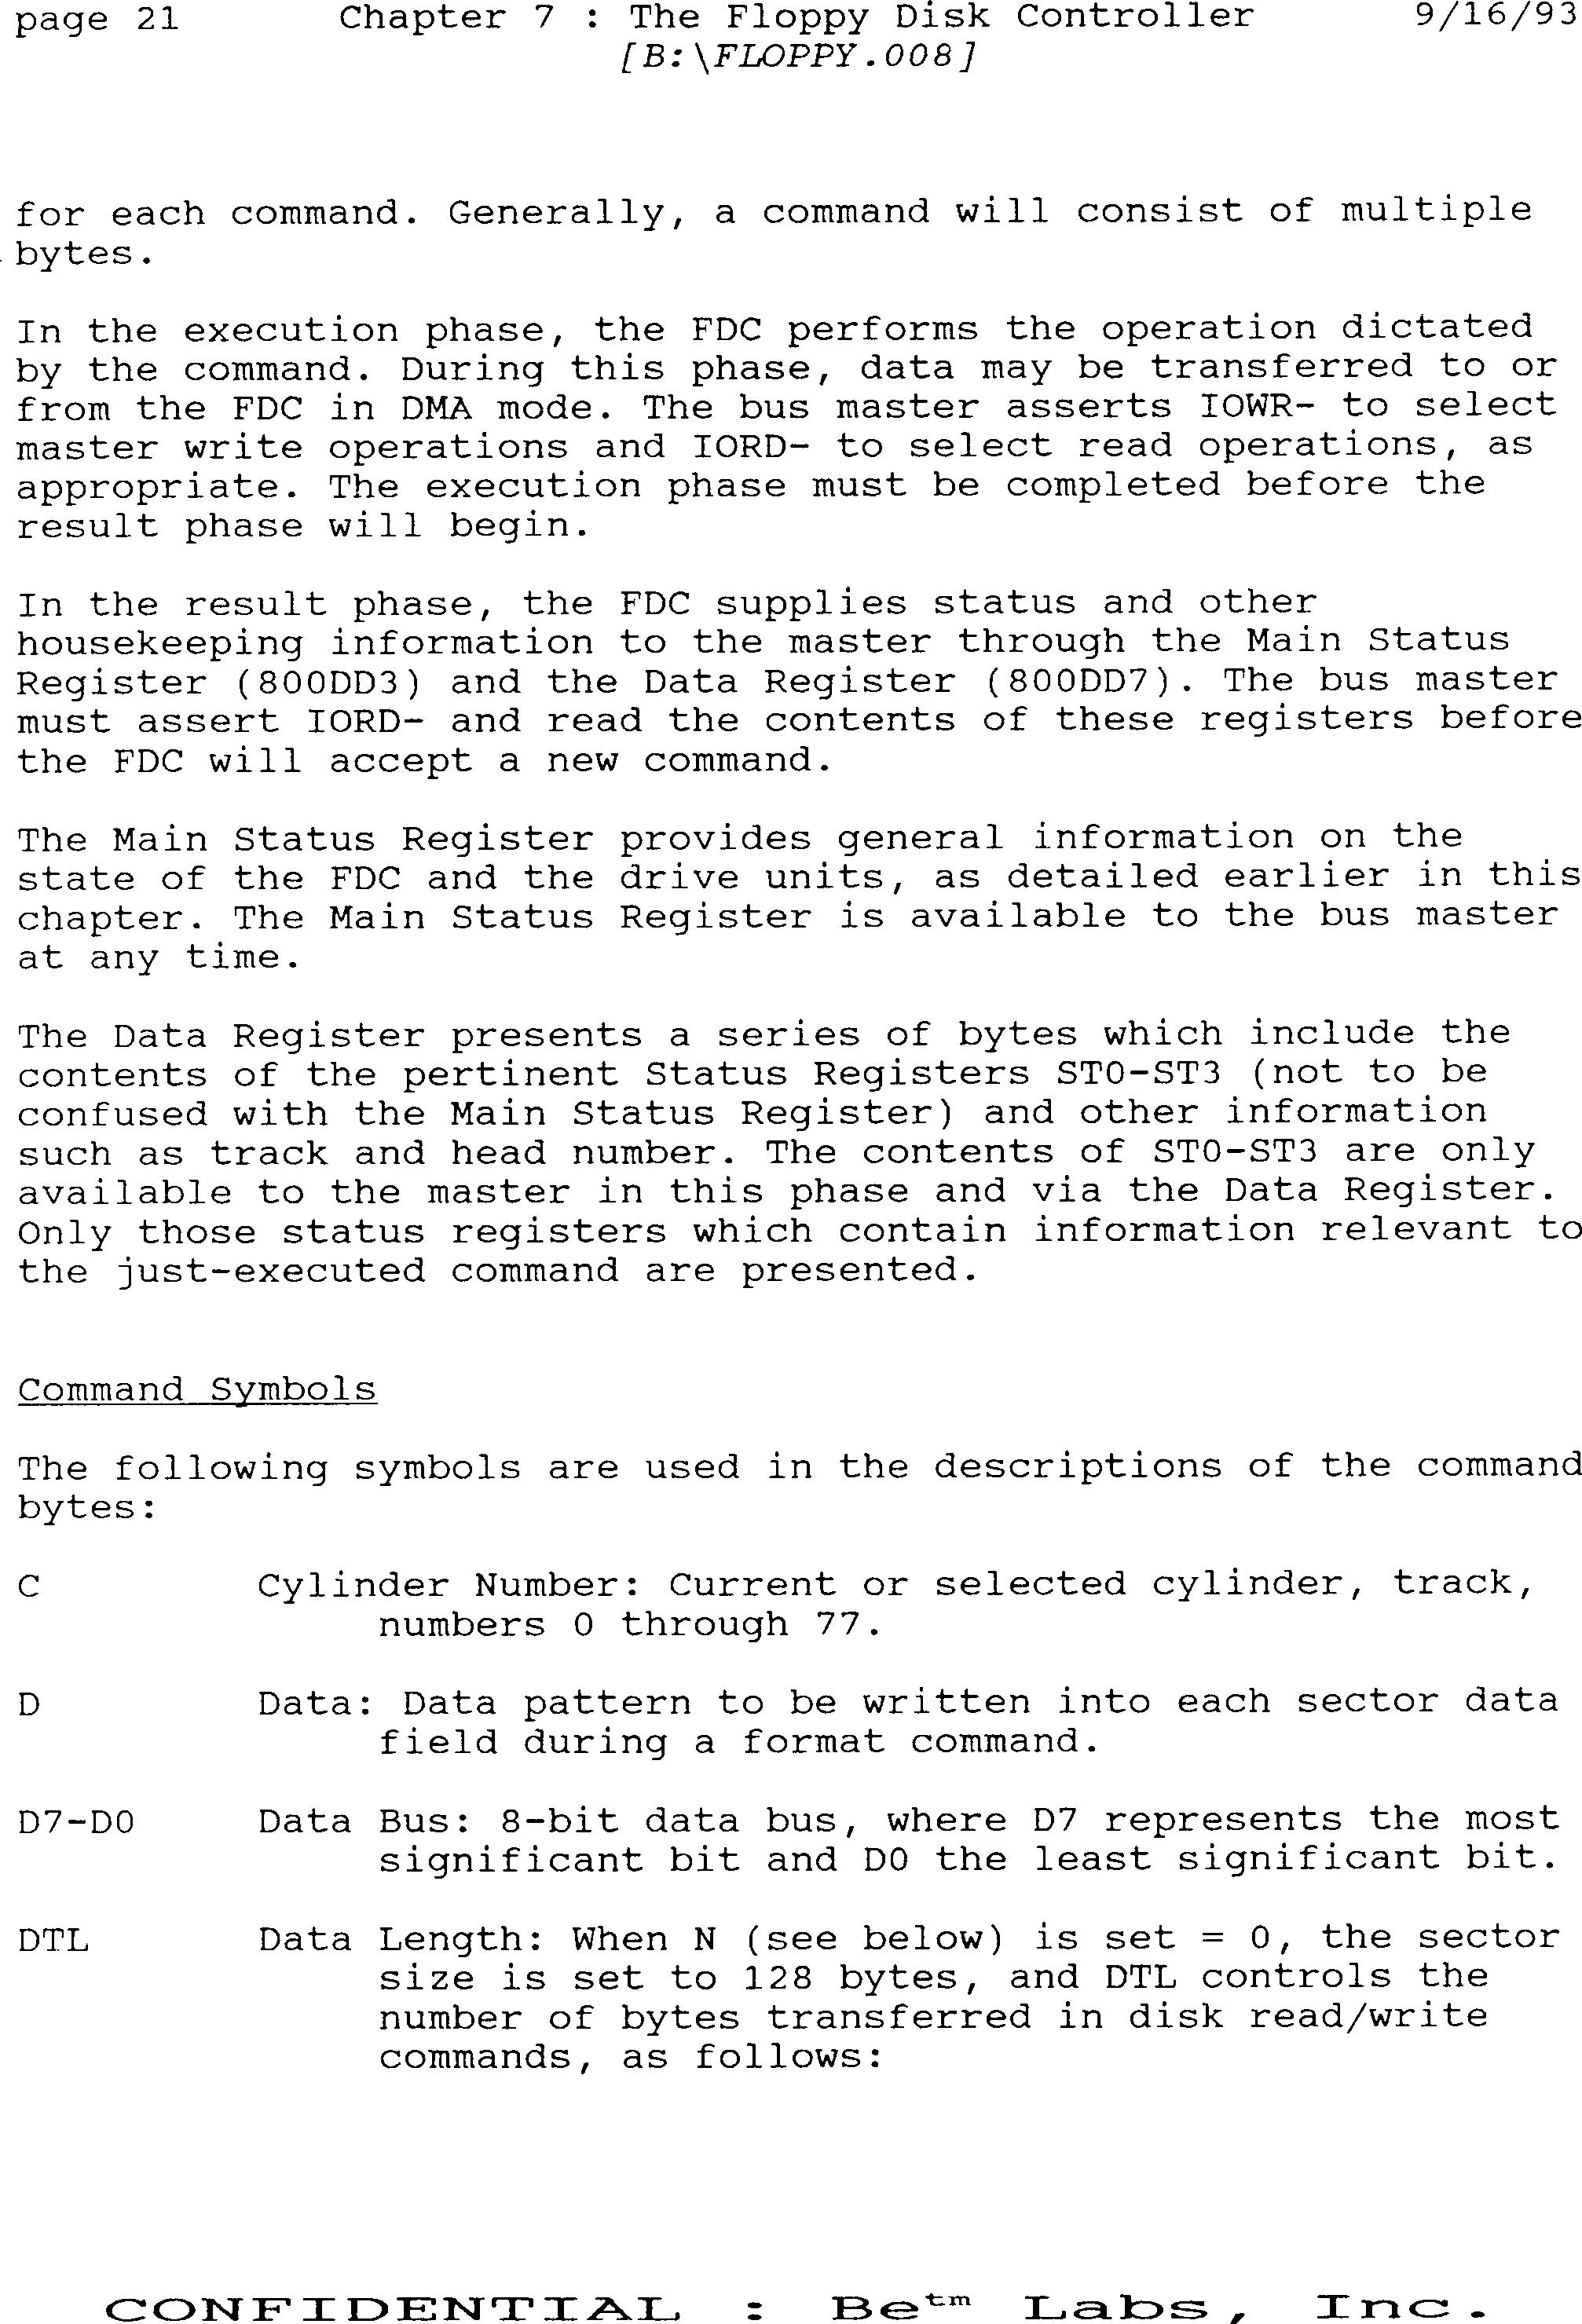 page 21 Chapter 7 : The Floppy Disk Controller 9/16/93
[B:\FLOPPY.008]
for each command. Generally, a command will consist of multiple
bytes.
In the execution phase, the FDC performs the operation dictated
by the command. During this phase, data may be transferred to or
from the FDC in DMA mode. The bus master asserts IOWR- to select
master write operations and IORD- to select read operations, as
appropriate. The execution phase must be completed before the
result phase will begin.
In the result phase, the FDC supplies status and other
housekeeping information to the master through the Main Status
Register (800DD3) and the Data Register (800DD7). The bus master
must assert IORD- and read the contents of these registers before
the FDC will accept a new command.
The Main Status Register provides general information on the
state of the FDC and the drive units, as detailed earlier in this
chapter. The Main Status Register is available to the bus master
at any time.
The Data Register presents a series of bytes which include the
contents of the pertinent Status Registers ST0-ST3 (not to be
confused with the Main Status Register) and other information
such as track and head number. The contents of ST0-ST3 are only
available to the master in this phase and via the Data Register.
Only those status registers which contain information relevant to
the just-executed command are presented.
Command Symbols
The following symbols are used in the descriptions of the command
bytes:
C Cylinder Number: Current or selected cylinder, track,
numbers 0 through 77.
D Data: Data pattern to be written into each sector data
field during a format command.
D7-D0 Data Bus: 8-bit data bus, where D7 represents the most
significant bit and D0 the least significant bit.
DTL Data Length: When N (see below) is set = 0, the sector
size is set to 128 bytes, and DTL controls the
number of bytes transferred in disk read/write
commands, as follows:
CONFIDENTIAL : Be™ Labs, Inc.